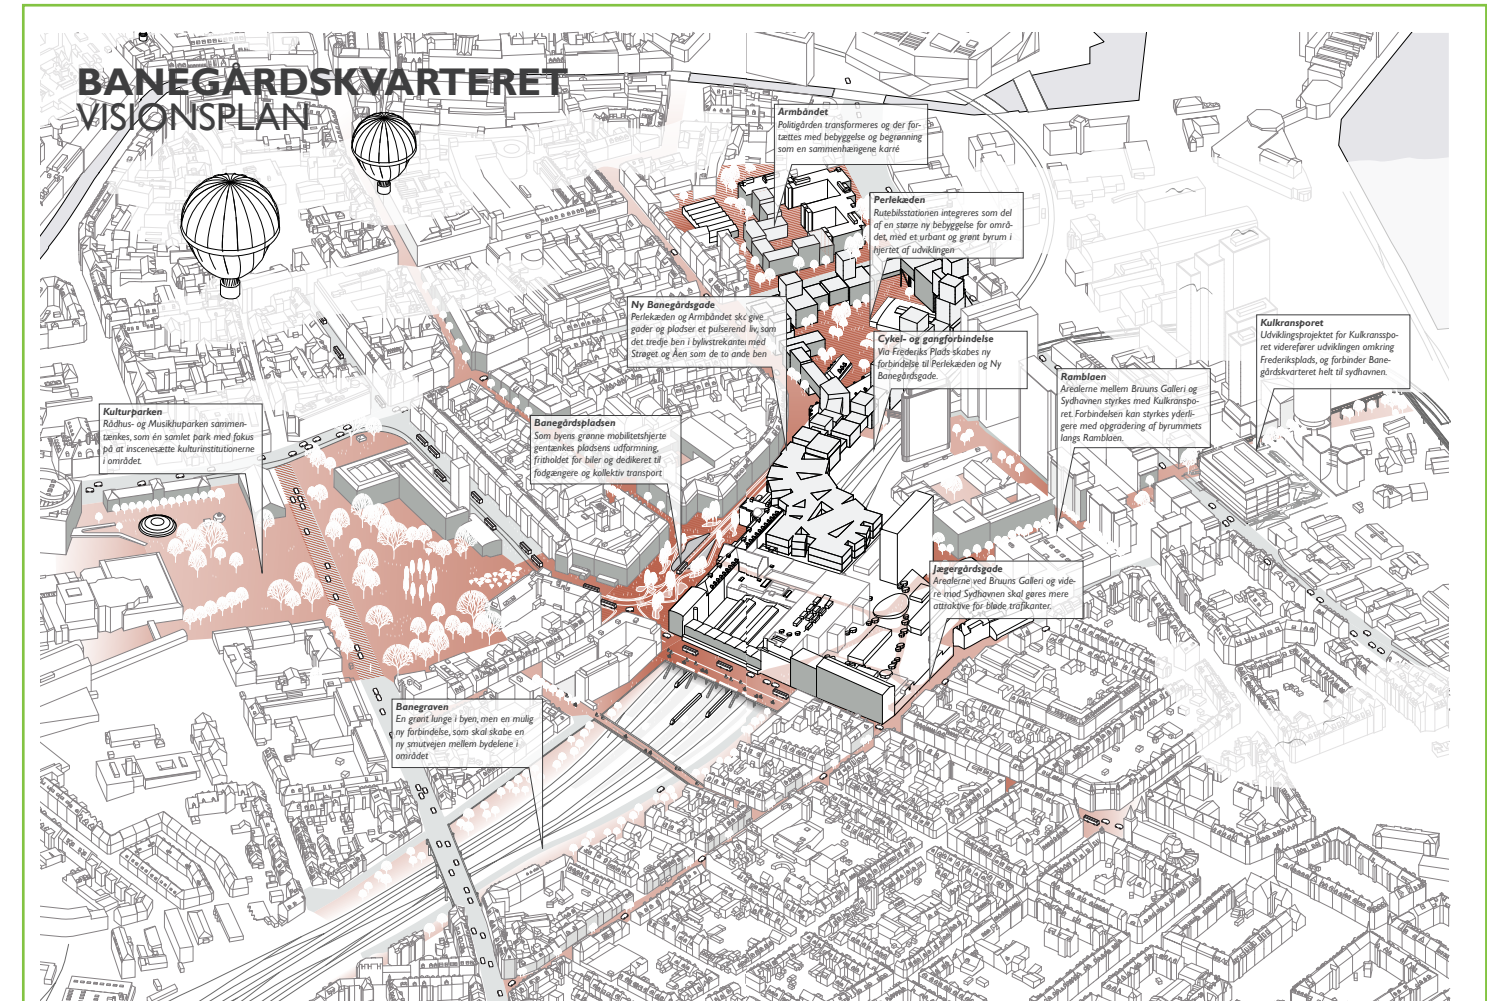 BANEGÅRDSKVARTERET
VISIONSPLAN
Armbåndet
Politigården transformeres og der for-
tættes med bebyggelse og begrønning
som en sammenhængene karré
Perlekæden
Rutebilsstationen integreres som del
af en større ny bebyggelse for områ-
det, med et urbant og grønt byrum i
hjertet af udviklingen
Ny Banegårdsgade
Perlekæden og Armbåndet skal give
gader og pladser et pulserend liv, som
det tredje ben i bylivstrekanten med
Strøget og Åen som de to ande ben
Cykel- og gangforbindelse
Via Frederiks Plads skabes ny
forbindelse til Perlekæden og Ny
Banegårdsgade.
Kulkransporet
Udviklingsprojektet for Kulkranspo-
ret viderefører udviklingen omkring
Frederiksplads, og forbinder Bane-
gårdskvarteret helt til sydhavnen.
Ramblaen
Arealerne mellem Bruuns Galleri og
Sydhavnen styrkes med Kulkranspo-
ret. Forbindelsen kan styrkes yderli-
gere med opgradering af byrummets
langs Ramblaen.
Kulturparken
Rådhus- og Musikhuparken sammen-
tænkes, som én samlet park med fokus
på at inscenesætte kulturinstitutionerne
i området.
Banegårdspladsen
Som byens grønne mobilitetshjerte
gentænkes pladsens udformning,
fritholdet for biler og dedikeret til
fodgængere og kollektiv transport
Jægergårdsgade
Arealerne ved Bruuns Galleri og vide-
re mod Sydhavnen skal gøres mere
attraktive for bløde trafikanter.
Banegraven
En grønt lunge i byen, men en mulig
ny forbindelse, som skal skabe en
ny smutvejen mellem bydelene i
området